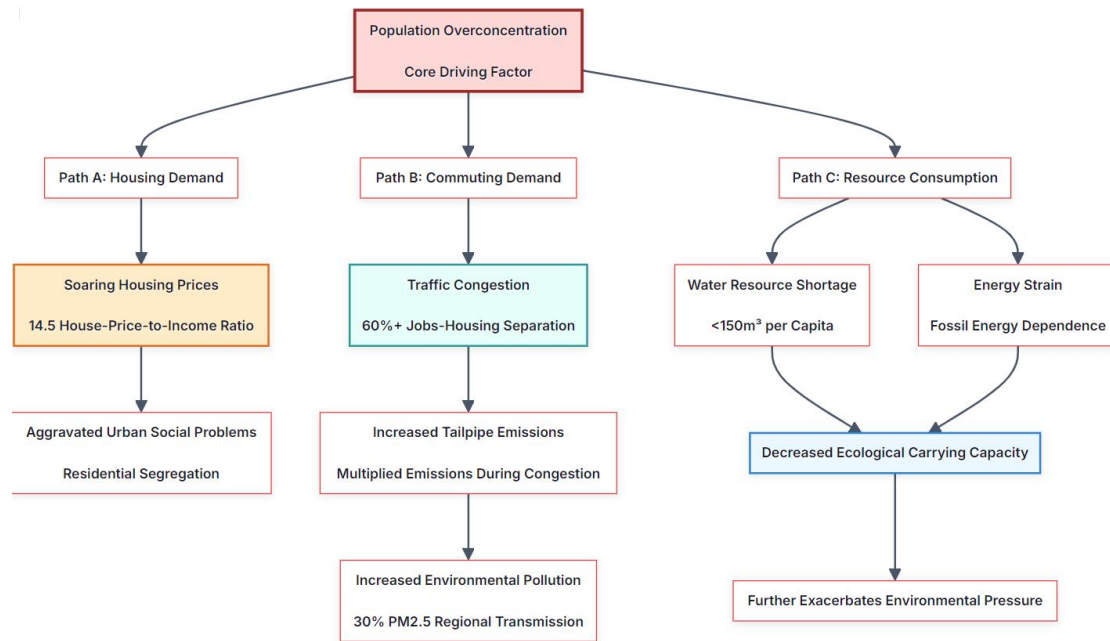 Population Overconcentration
Core Driving Factor
Path A: Housing Demand
Path B: Commuting Demand
Path C: Resource Consumption
Soaring Housing Prices
14.5 House-Price-to-Income Ratio
Traffic Congestion
60%+ Jobs-Housing Separation
Water Resource Shortage
<150m³ per Capita
Energy Strain
Fossil Energy Dependence
Aggravated Urban Social Problems
Residential Segregation
Increased Tailpipe Emissions
Multiplied Emissions During Congestion
Decreased Ecological Carrying Capacity
Increased Environmental Pollution
30% PM2.5 Regional Transmission
Further Exacerbates Environmental Pressure